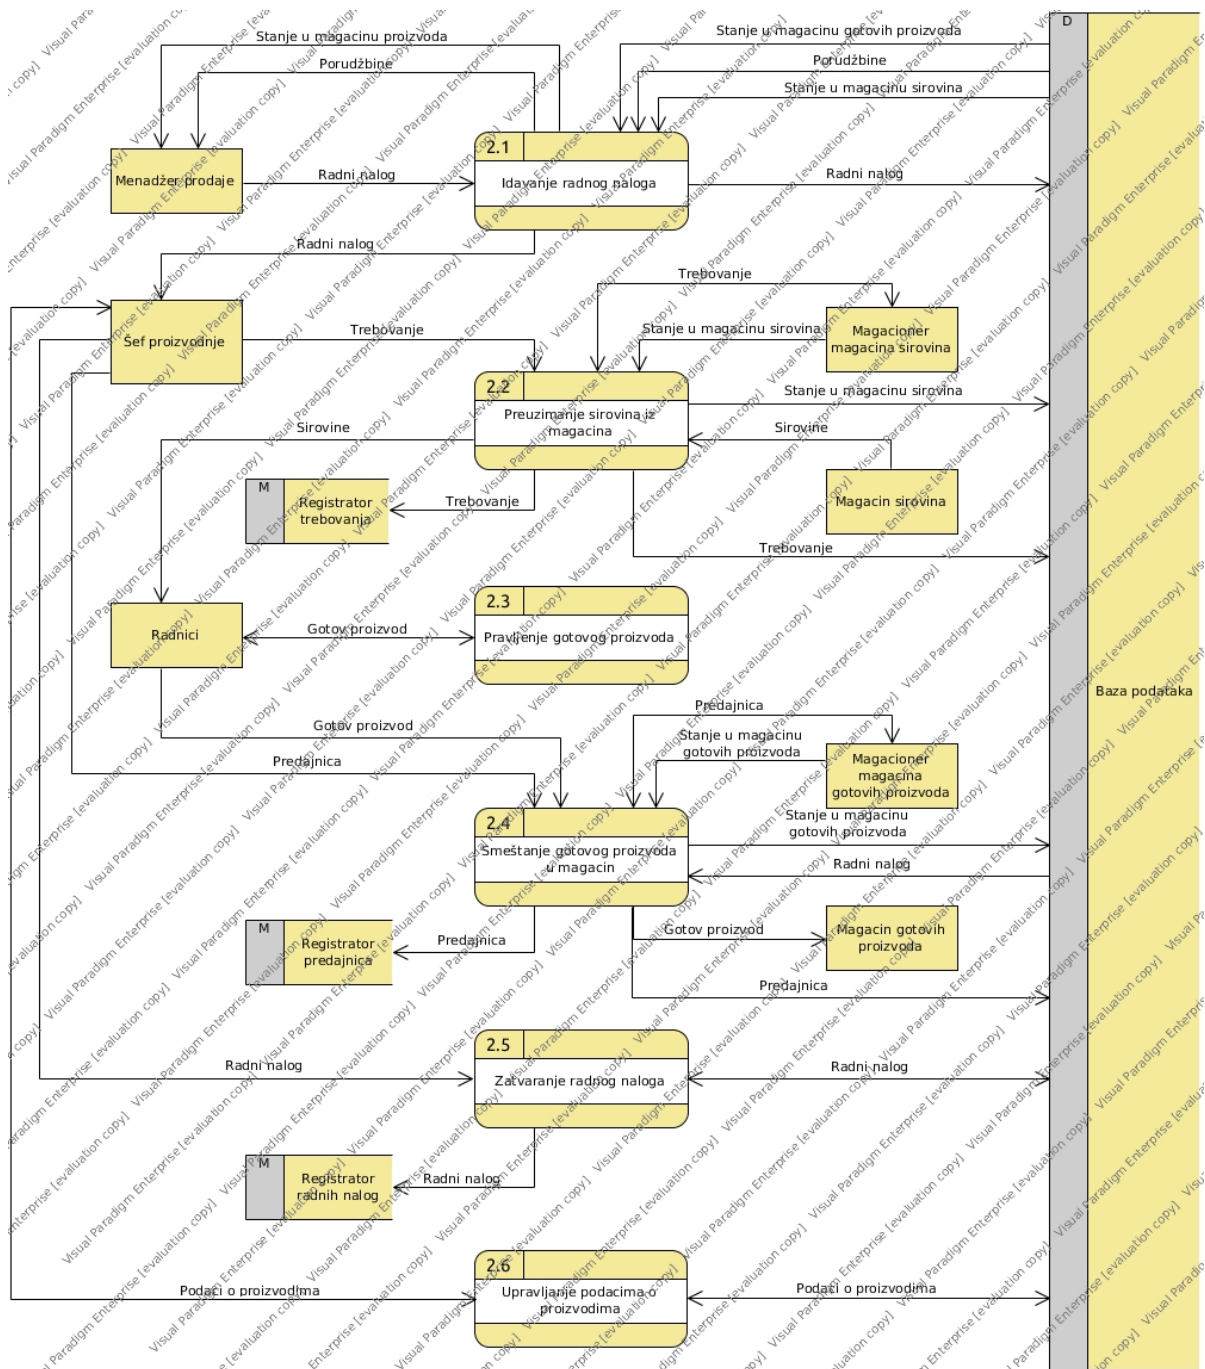 Stanje u magacinu proizvoda
Stanje u magacinu gotovih proizvoda
D
Porudžbine
Porudžbine
Stanje u magacinu sirovina
2.1
Menadžer prodaje
Radni nalog
Idavanje radnog naloga
Radni nalog
Radni nalog
Trebovanje
Šef proizvodnje
Trebovanje
Stanje u magacinu sirovina
Magacioner
magacina sirovina
2.2
Preuzimanje sirovina iz
magacina
Stanje u magacinu sirovina
Sirovine
Sirovine
M
Registrator
trebovanja
Trebovanje
Magacin sirovina
Trebovanje
2.3
Radnici
Gotov proizvod
Pravljenje gotovog proizvoda
Baza podataka
Predajnica
Gotov proizvod
Stanje u magacinu
gotovih proizvoda
Predajnica
Magacioner
magacina
gotovih proizvoda
2.4
Smeštanje gotovog proizvoda
u magacin
Stanje u magacinu
gotovih proizvoda
Radni nalog
M
Registrator
predajnica
Predajnica
Gotov proizvod
Magacin gotovih
proizvoda
Predajnica
2.5
Radni nalog
Zatvaranje radnog naloga
Radni nalog
M
Registrator
radnih nalog
Radni nalog
2.6
Podaci o proizvodima
Upravljanje podacima o
proizvodima
Podaci o proizvodima
Visual Paradigm Enterprise [evaluation copy]